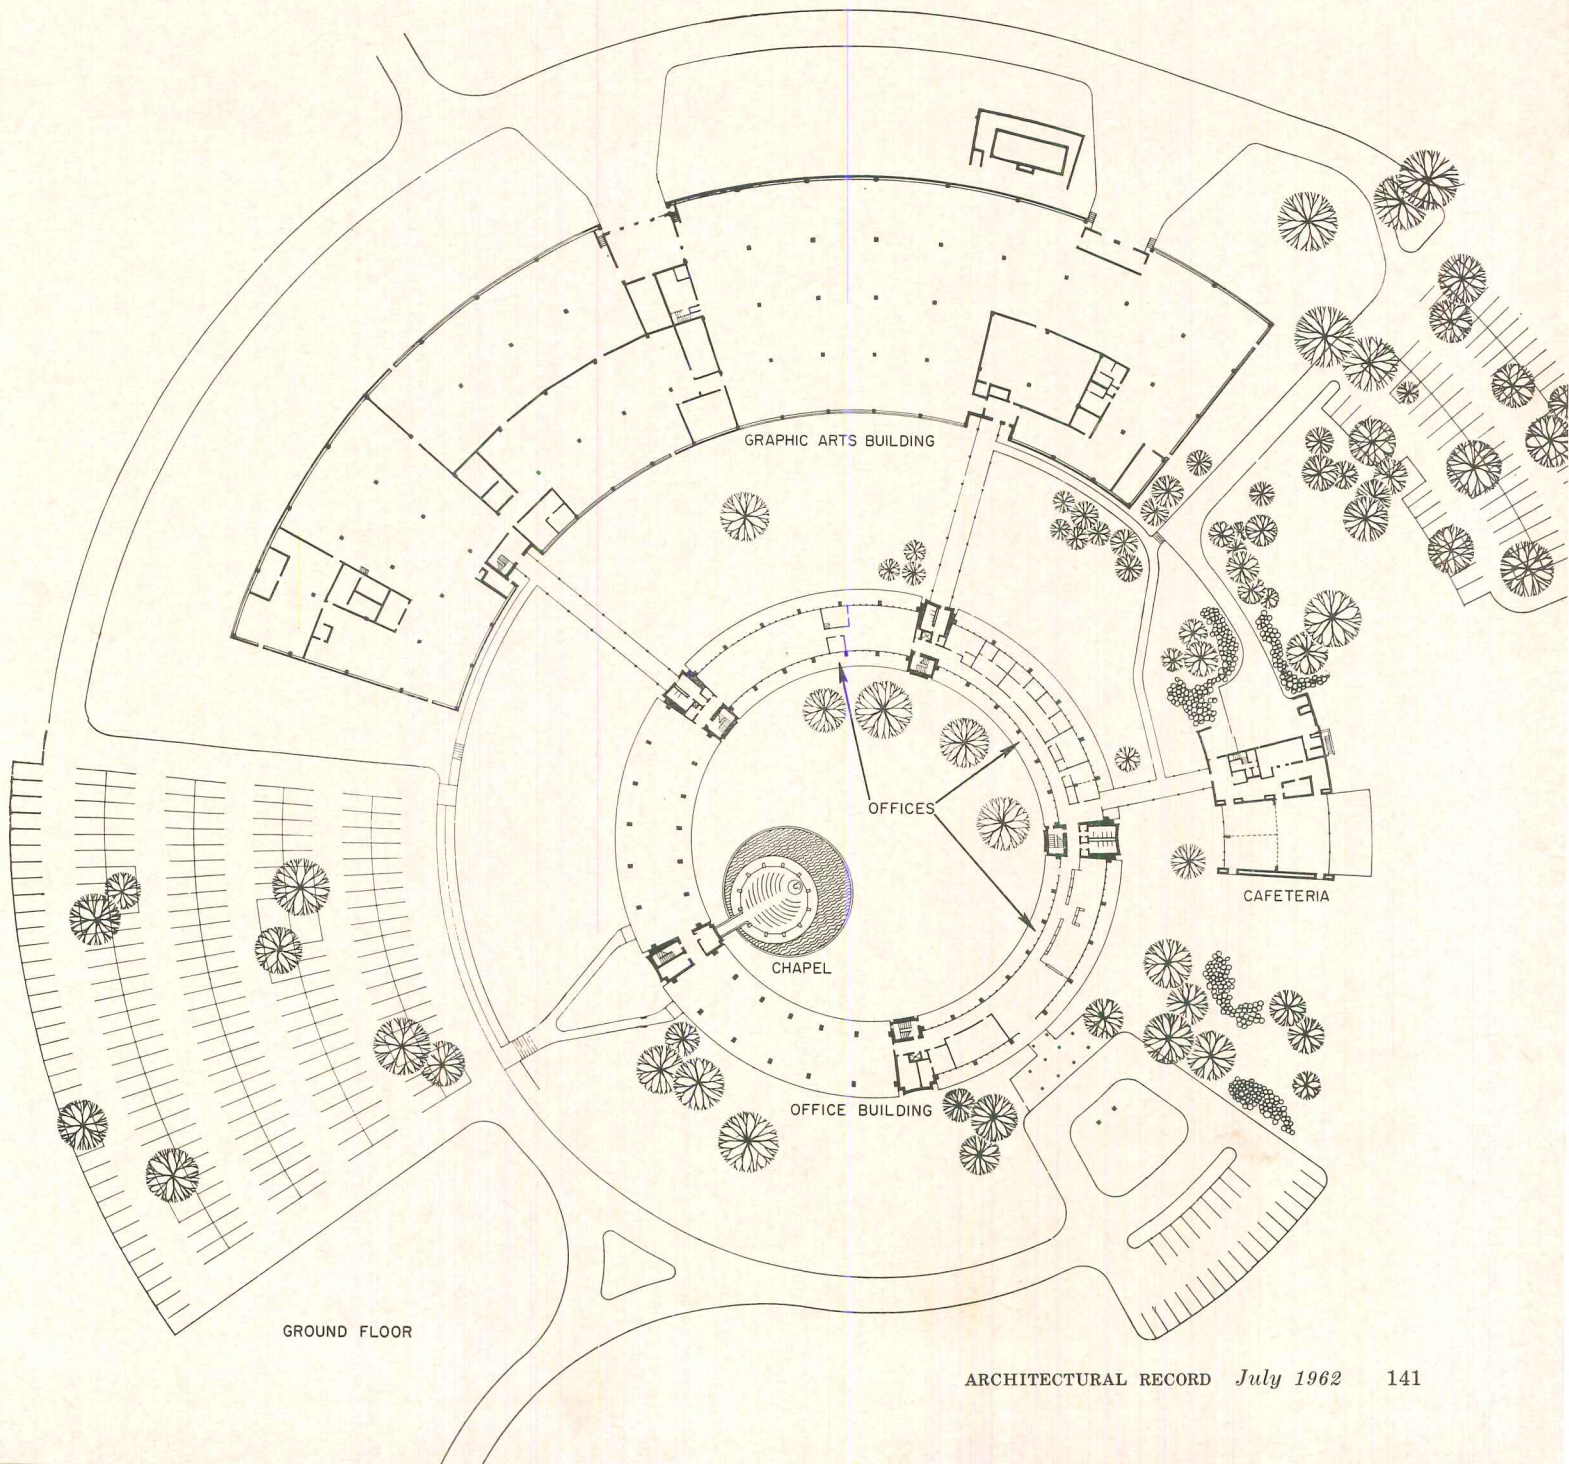 GRAPHIC ARTS BUILDING
OFFICES
CAFETERIA
CHAPEL
OFFICE BUILDING
GROUND FLOOR
ARCHITECTURAL RECORD July 1962 141